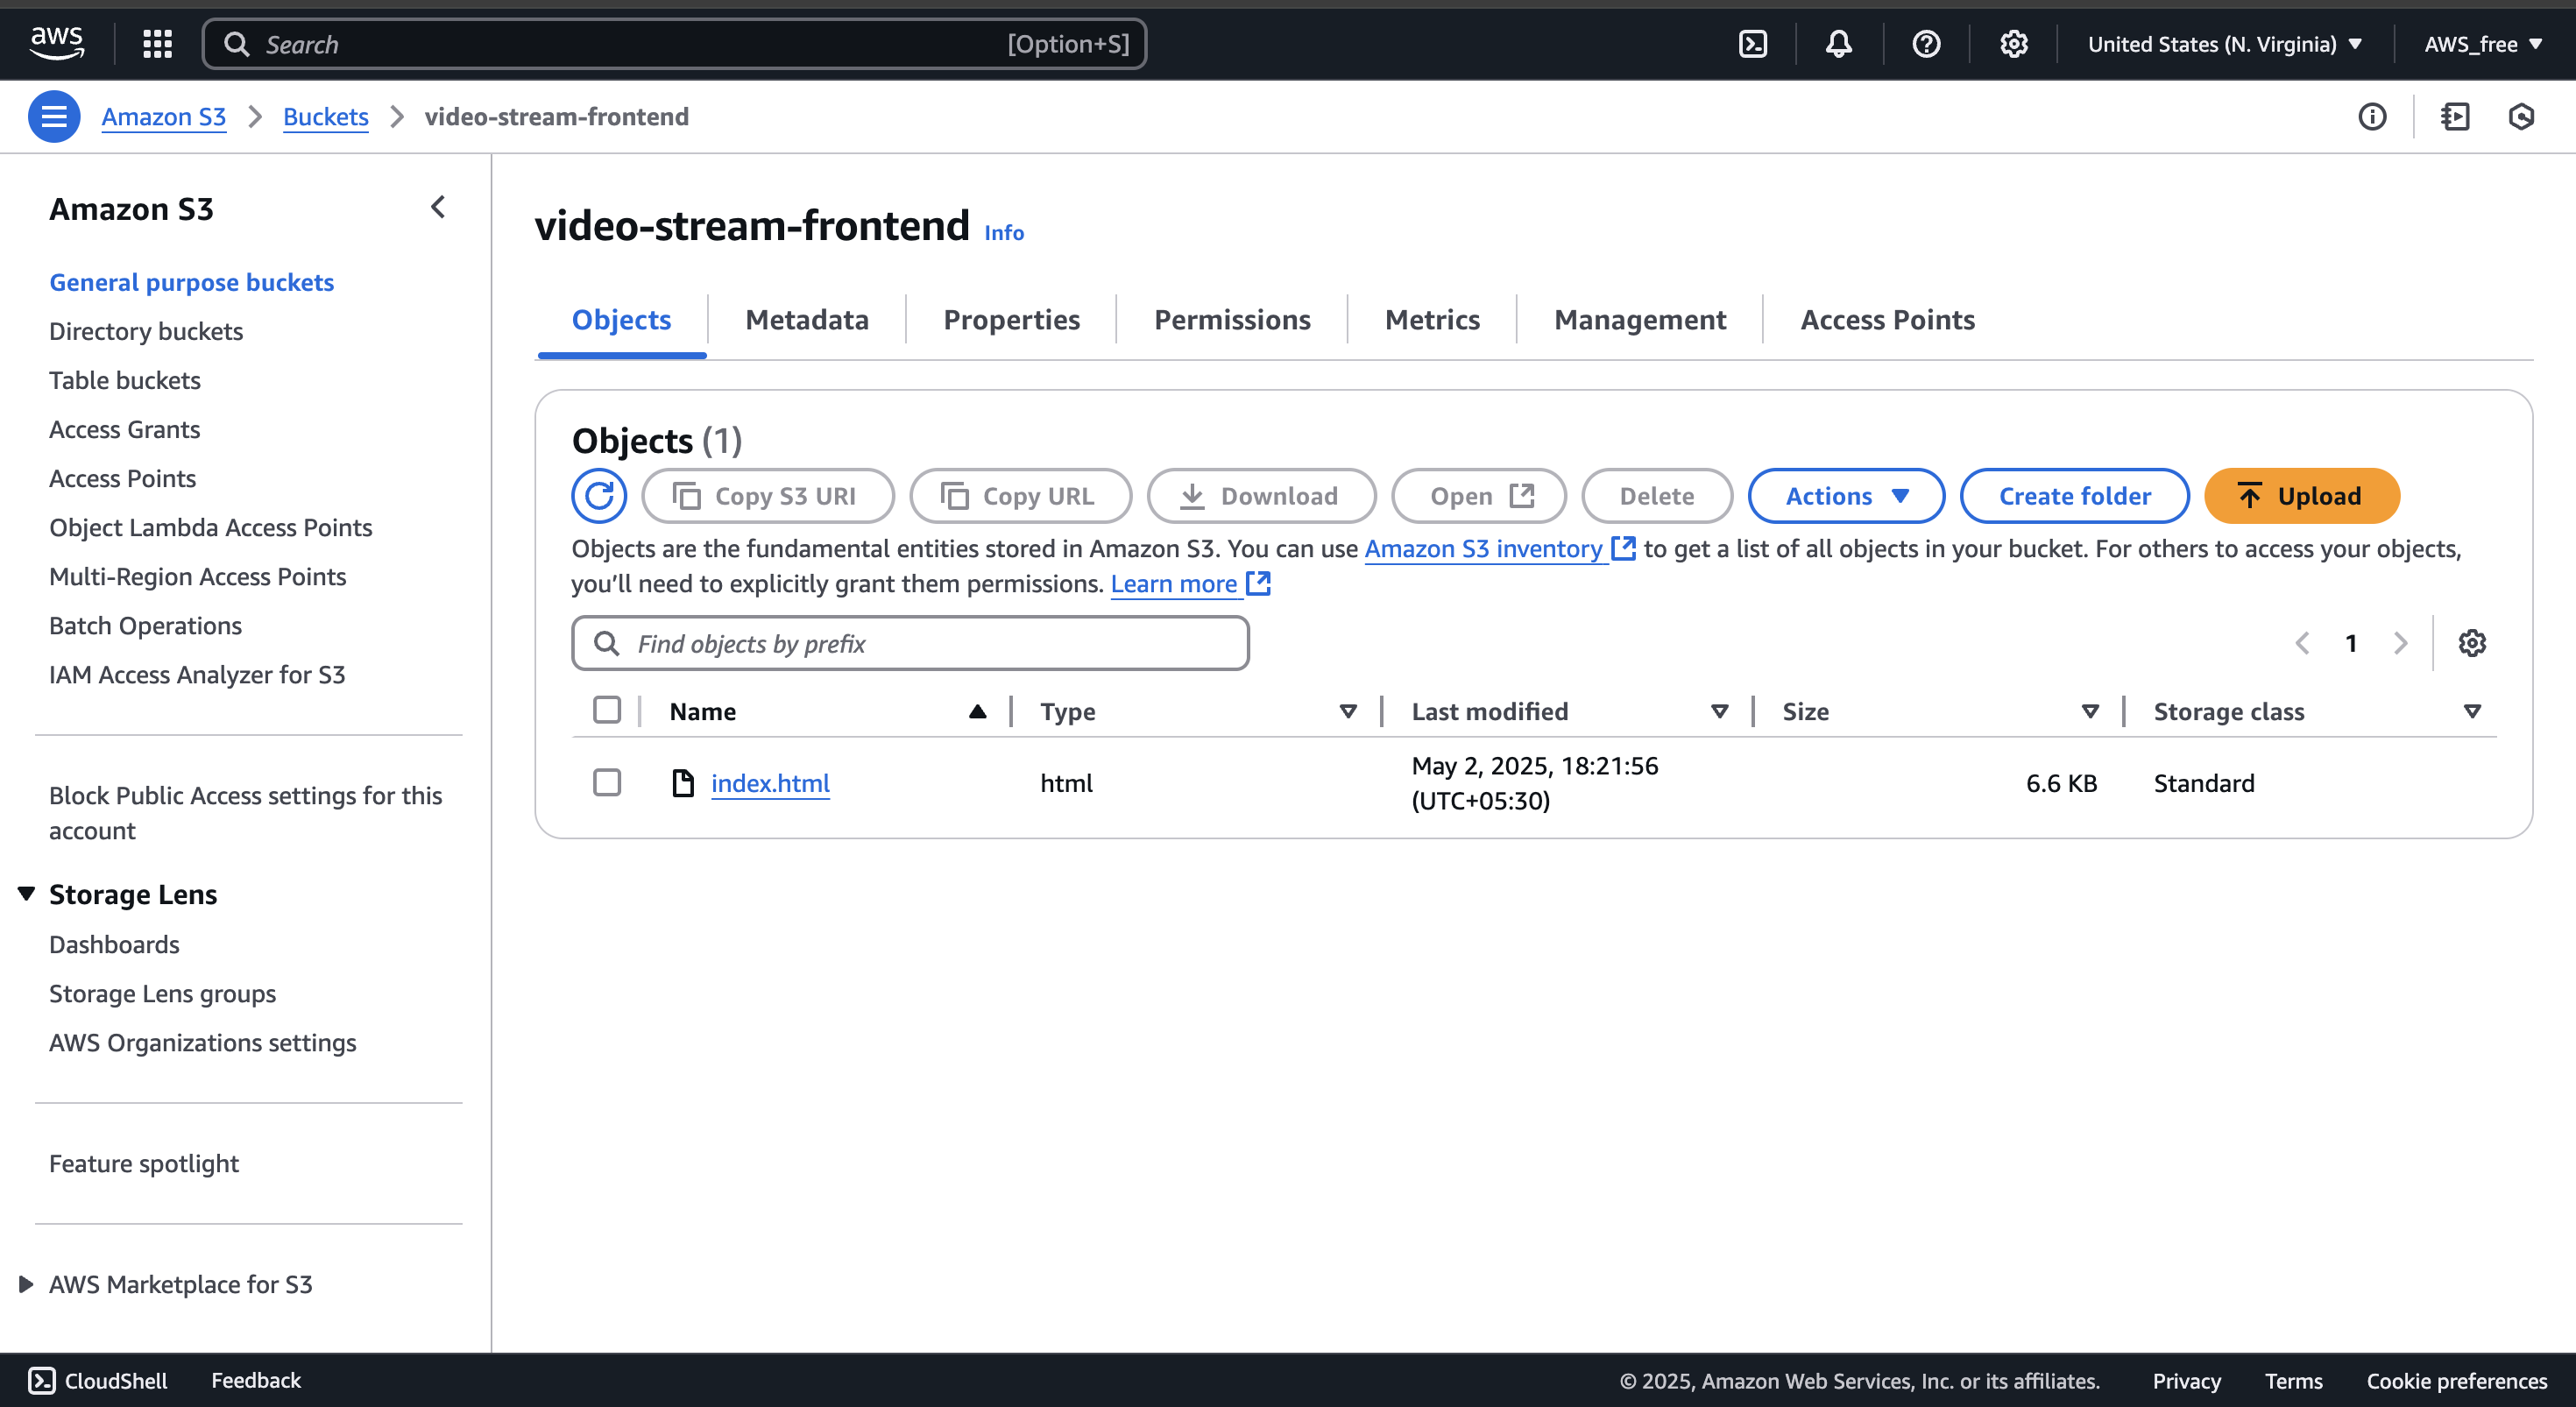 aws
Search [Option+S]
United States (N. Virginia)
AWS_free
Amazon S3
Buckets
video-stream-frontend
Amazon S3
General purpose buckets
Directory buckets
Table buckets
Access Grants
Access Points
Object Lambda Access Points
Multi-Region Access Points
Batch Operations
IAM Access Analyzer for S3
Block Public Access settings for this
account
Storage Lens
Dashboards
Storage Lens groups
AWS Organizations settings
Feature spotlight
AWS Marketplace for S3
video-stream-frontend Info
Objects
Metadata
Properties
Permissions
Metrics
Management
Access Points
Objects (1)
Copy S3 URI
Copy URL
Download
Open
Delete
Actions
Create folder
Upload
Objects are the fundamental entities stored in Amazon S3. You can use Amazon S3 inventory to get a list of all objects in your bucket. For others to access your objects,
you’ll need to explicitly grant them permissions. Learn more
Find objects by prefix
1
Name
Type
Last modified
Size
Storage class
index.html
html
May 2, 2025, 18:21:56
(UTC+05:30)
6.6 KB
Standard
CloudShell
Feedback
© 2025, Amazon Web Services, Inc. or its affiliates.
Privacy
Terms
Cookie preferences